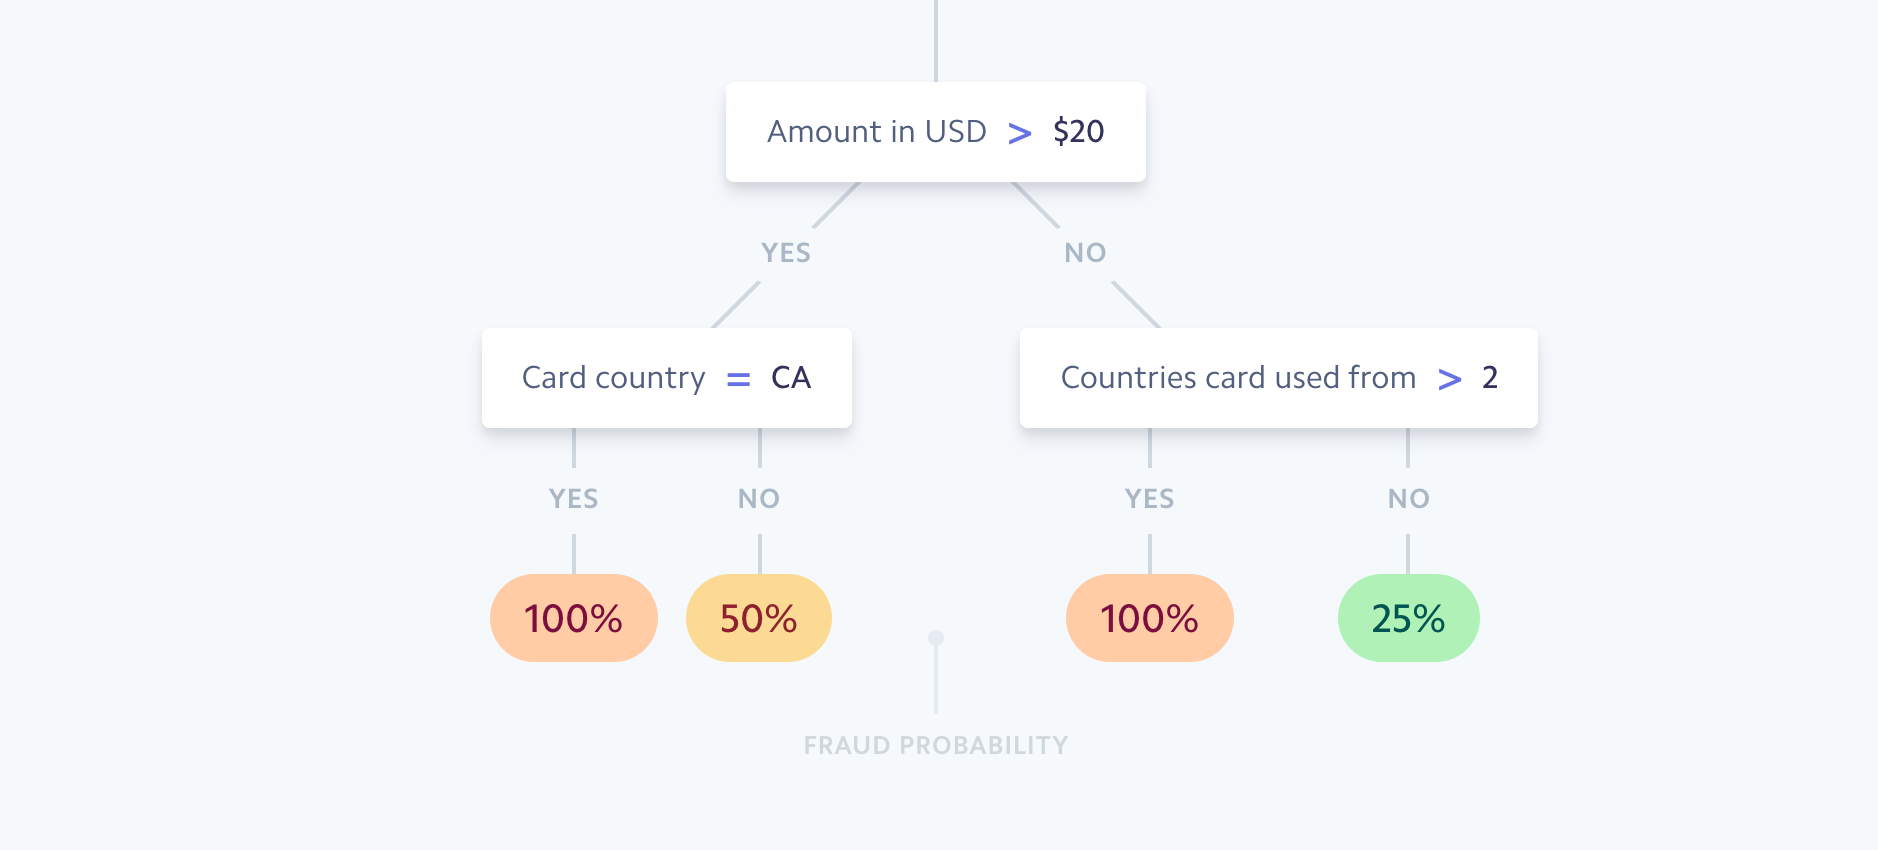 Amount in USD > $20
YES NO
Card country = CA Countries card used from > 2
YES NO YES NO
100% 50% 100% 25%
FRAUD PROBABILITY